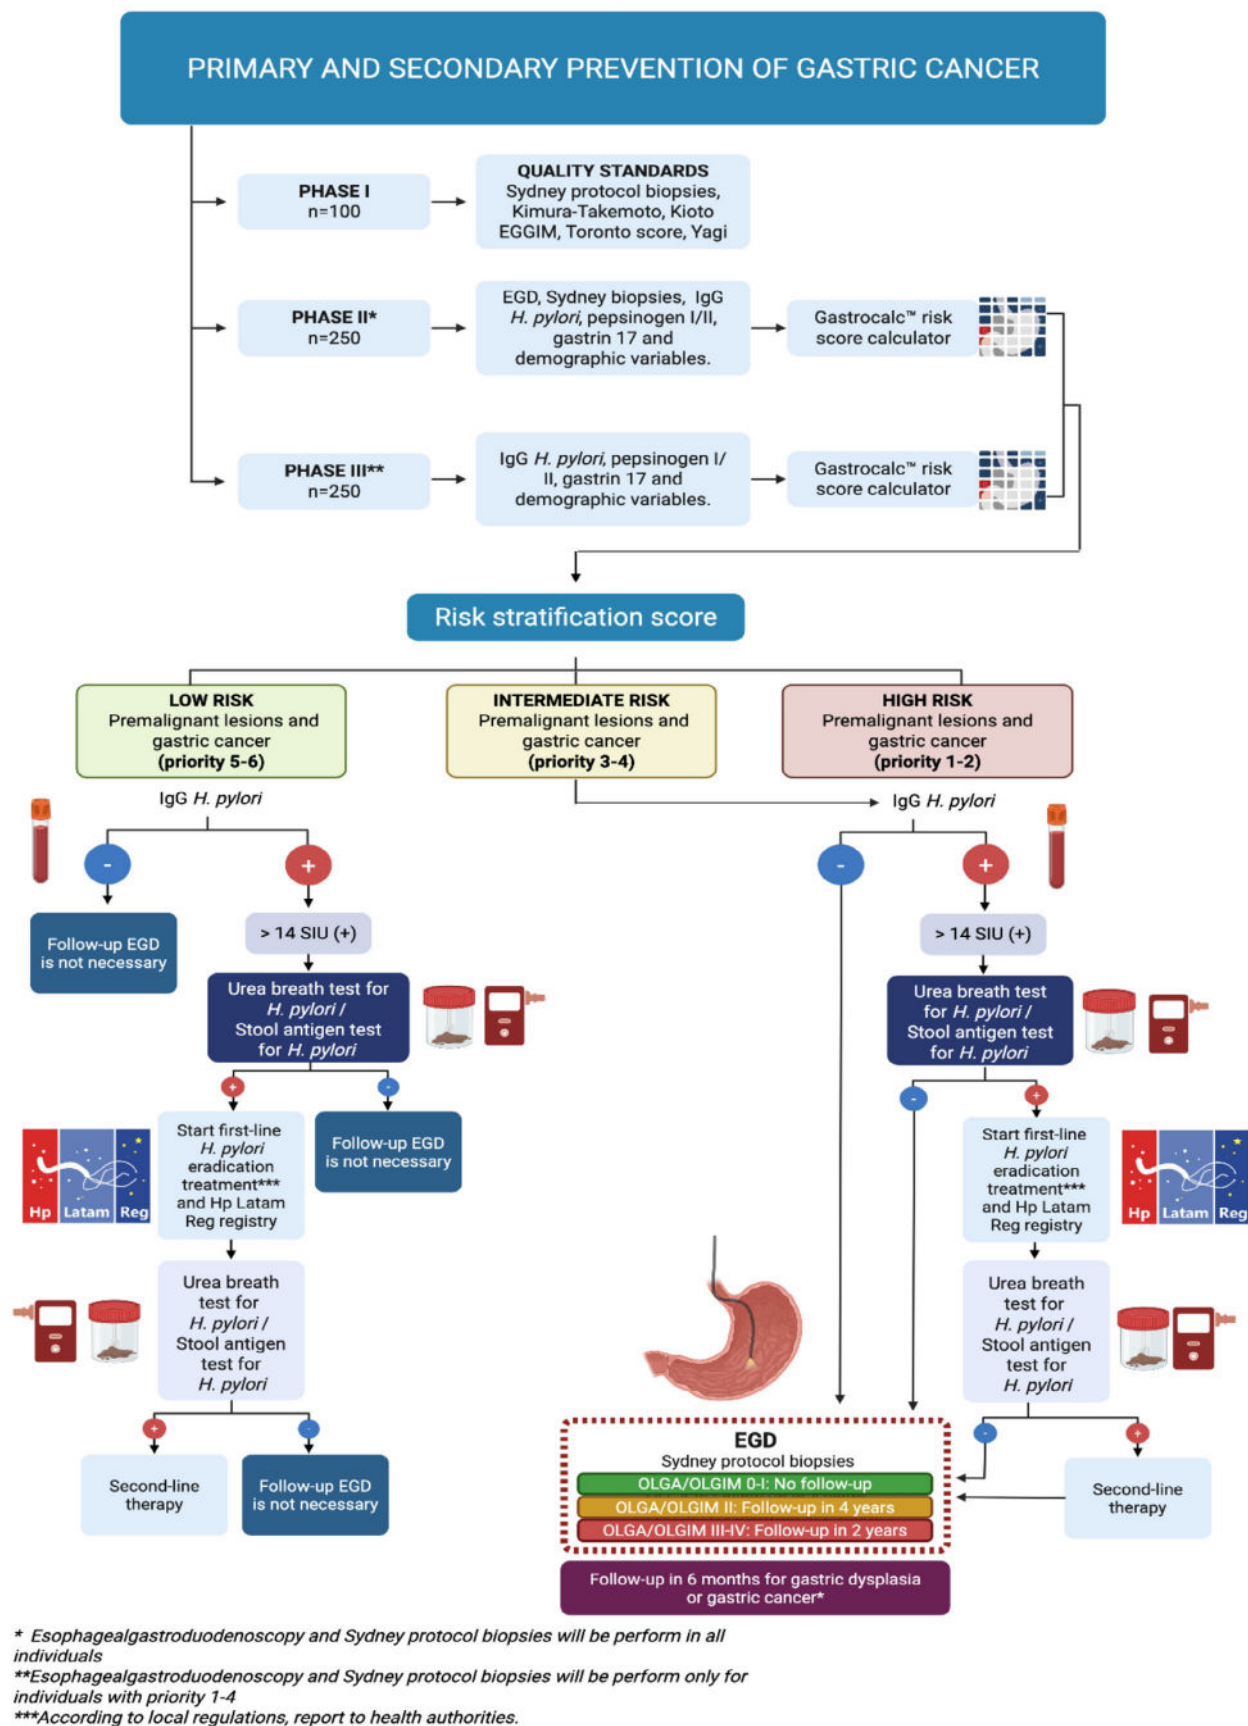 PRIMARY AND SECONDARY PREVENTION OF GASTRIC CANCER
PHASE I
n=100
QUALITY STANDARDS
Sydney protocol biopsies,
Kimura-Takemoto, Kioto
EGGIM, Toronto score, Yagi
PHASE II*
n=250
EGD, Sydney biopsies, IgG
H. pylori, pepsinogen I/II,
gastrin 17 and
demographic variables.
Gastrocalc™ risk
score calculator
PHASE III**
n=250
IgG H. pylori, pepsinogen I/
II, gastrin 17 and
demographic variables.
Gastrocalc™ risk
score calculator
Risk stratification score
LOW RISK
Premalignant lesions and
gastric cancer
(priority 5-6)
INTERMEDIATE RISK
Premalignant lesions and
gastric cancer
(priority 3-4)
HIGH RISK
Premalignant lesions and
gastric cancer
(priority 1-2)
IgG H. pylori
-
+
Follow-up EGD
is not necessary
> 14 SIU (+)
Urea breath test for
H. pylori /
Stool antigen test
for H. pylori
+
-
Start first-line
H. pylori
eradication
treatment***
and Hp Latam
Reg registry
Follow-up EGD
is not necessary
Hp Latam Reg
Urea breath
test for
H. pylori /
Stool antigen
test for
H. pylori
+
-
Second-line
therapy
Follow-up EGD
is not necessary
IgG H. pylori
-
+
> 14 SIU (+)
Urea breath test
for H. pylori /
Stool antigen test
for H. pylori
-
+
Start first-line
H. pylori
eradication
treatment***
and Hp Latam
Reg registry
Hp Latam Reg
Urea breath
test for
H. pylori /
Stool antigen
test for
H. pylori
-
+
Second-line
therapy
EGD
Sydney protocol biopsies
OLGA/OLGIM 0-I: No follow-up
OLGA/OLGIM II: Follow-up in 4 years
OLGA/OLGIM III-IV: Follow-up in 2 years
Follow-up in 6 months for gastric dysplasia
or gastric cancer*
* Esophagealgastroduodenoscopy and Sydney protocol biopsies will be perform in all
individuals
**Esophagealgastroduodenoscopy and Sydney protocol biopsies will be perform only for
individuals with priority 1-4
***According to local regulations, report to health authorities.